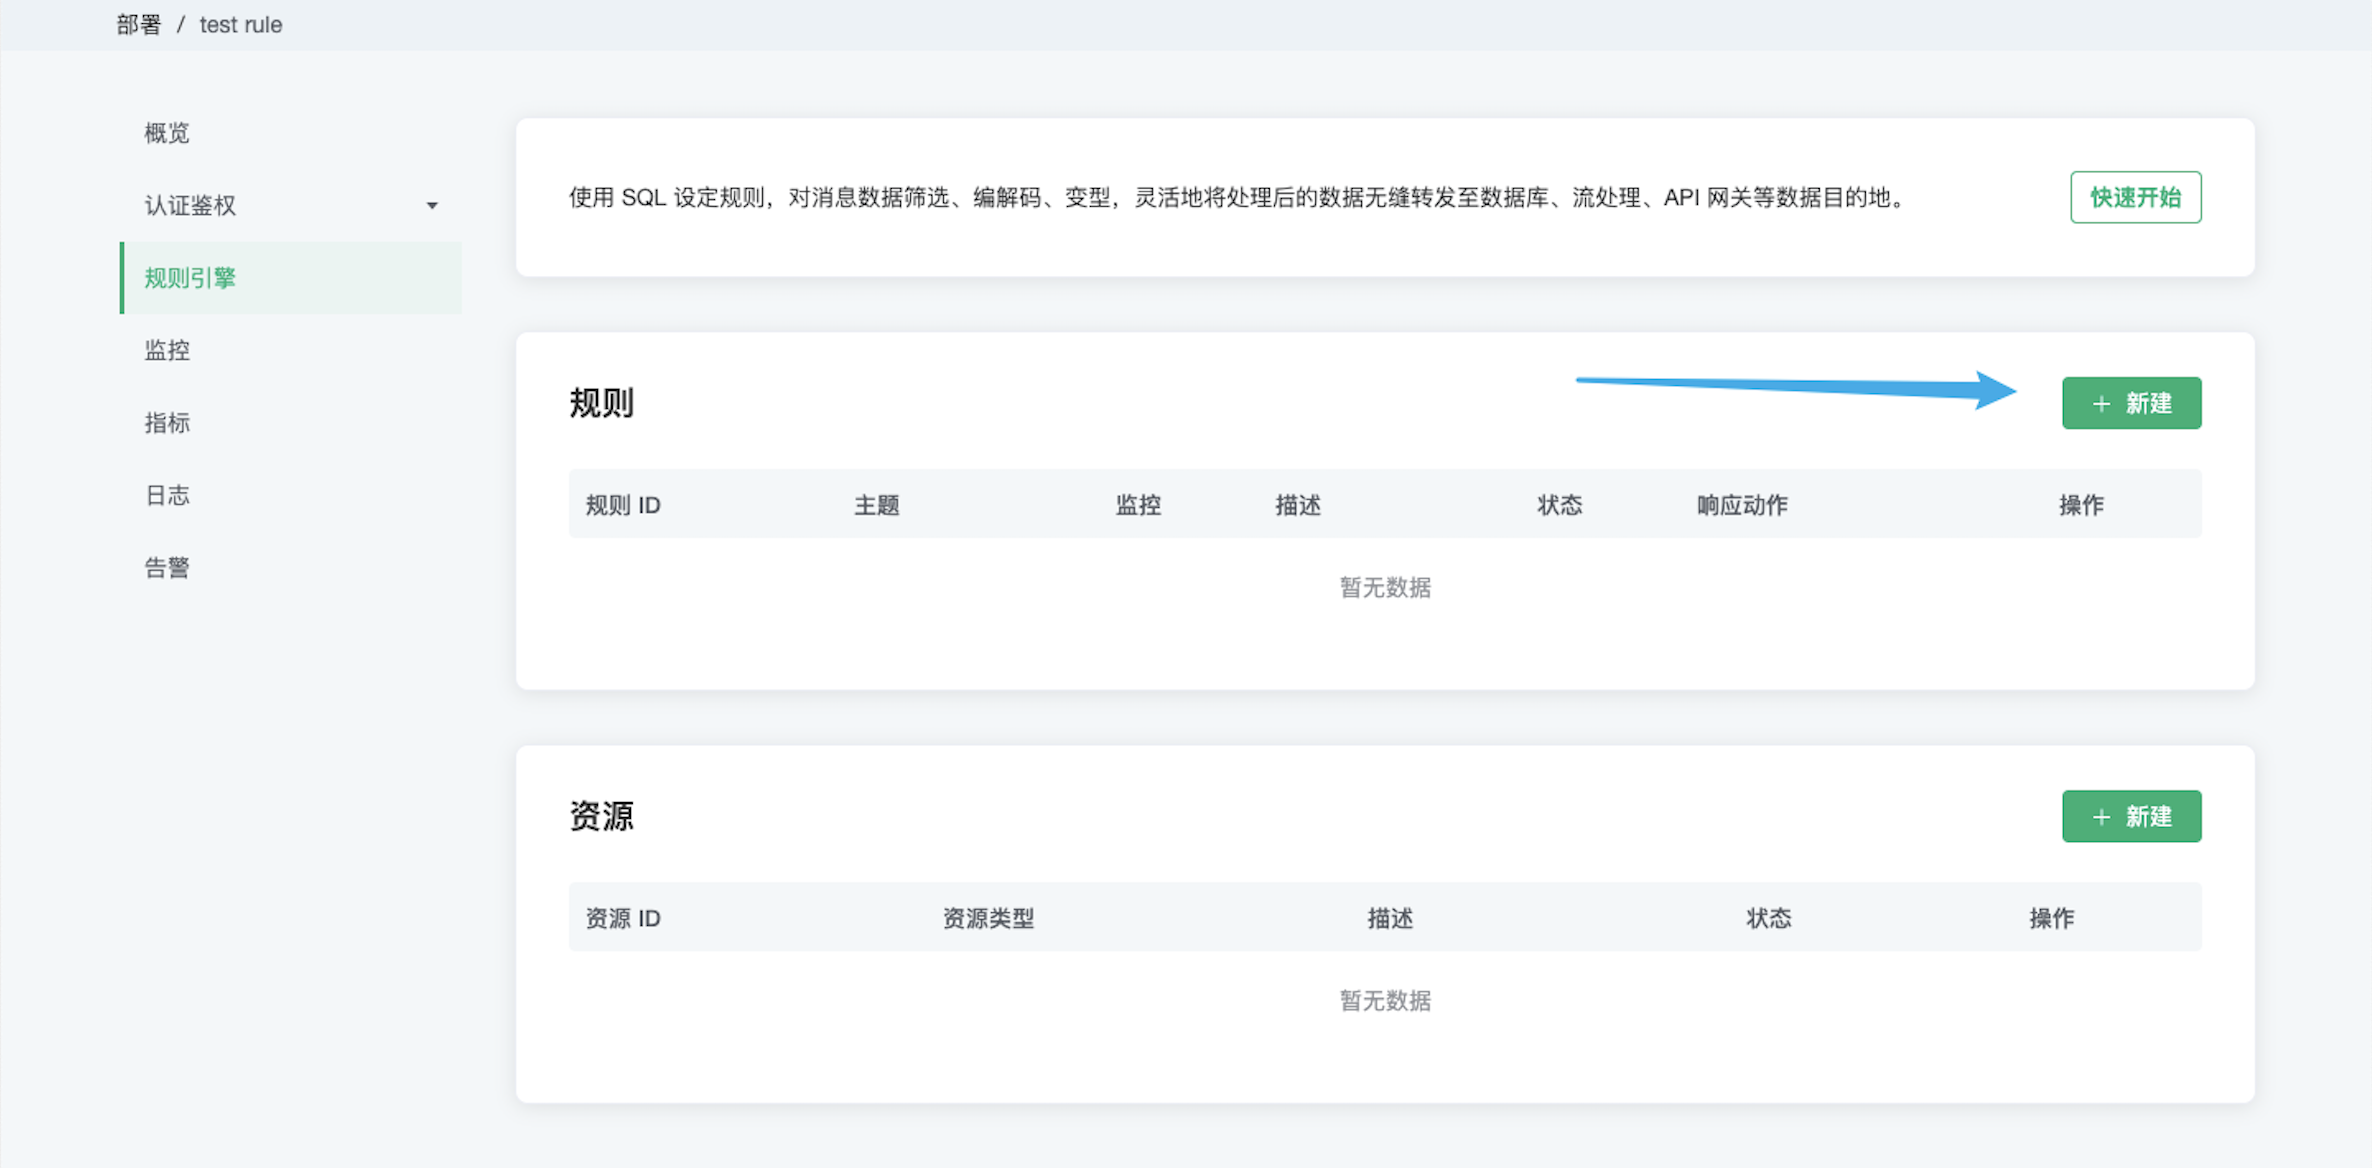 部署 / test rule
概览
认证鉴权
规则引擎
监控
指标
日志
告警
使用 SQL 设定规则，对消息数据筛选、编解码、变型，灵活地将处理后的数据无缝转发至数据库、流处理、API 网关等数据目的地。
快速开始
规则
+ 新建
规则 ID 主题 监控 描述 状态 响应动作 操作
暂无数据
资源
+ 新建
资源 ID 资源类型 描述 状态 操作
暂无数据